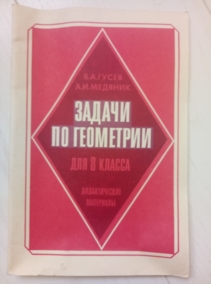 В.А.ГУСЕВ
А.И.МЕДЯНИК
ЗАДАЧИ
ПО ГЕОМЕТРИИ
ДЛЯ 8 КЛАССА
ДИДАКТИЧЕСКИЕ
МАТЕРИАЛЫ